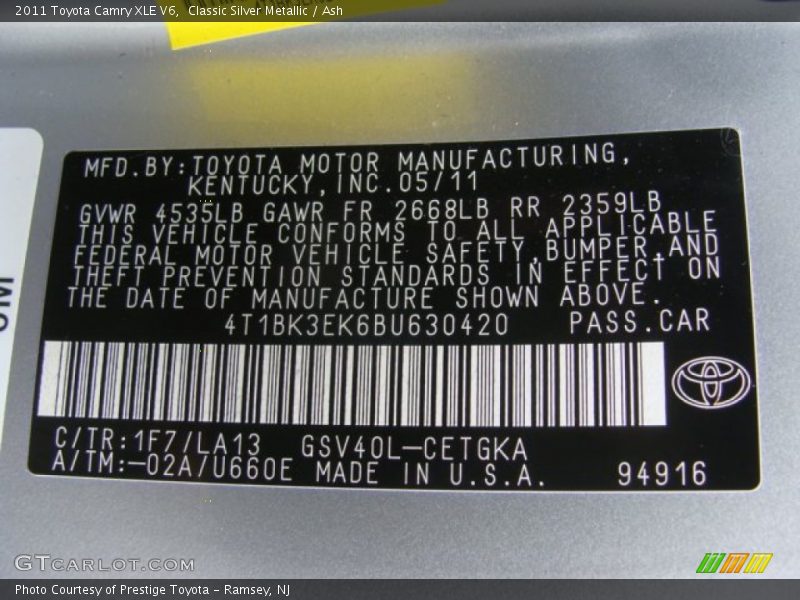 2011 Toyota Camry XLE V6, Classic Silver Metallic / Ash
MFD.BY:TOYOTA MOTOR MANUFACTURING,
KENTUCKY,INC.05/11
GVWR 4535LB GAWR FR 2668LB RR 2359LB
THIS VEHICLE CONFORMS TO ALL APPLICABLE
FEDERAL MOTOR VEHICLE SAFETY,BUMPER,AND
THEFT PREVENTION STANDARDS IN EFFECT ON
THE DATE OF MANUFACTURE SHOWN ABOVE.
4T1BK3EK6BU630420 PASS.CAR
C/TR:1F7/LA13 GSV40L-CETGKA
A/TM:-02A/U660E MADE IN U.S.A. 94916
GTCARLOT.COM
Photo Courtesy of Prestige Toyota - Ramsey, NJ